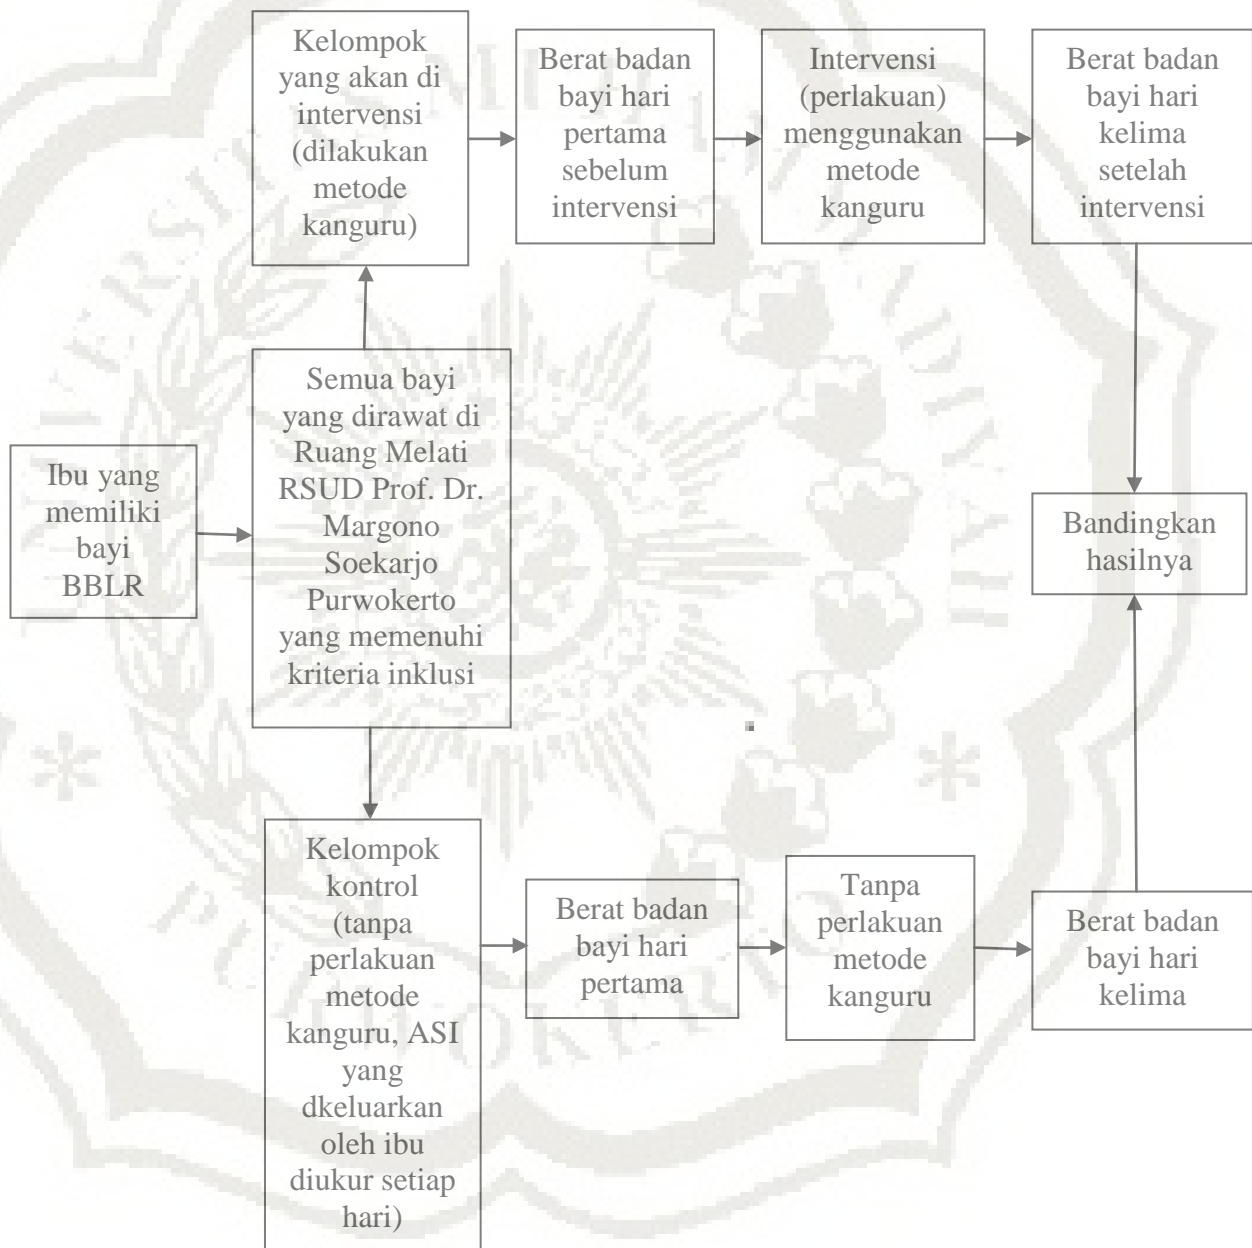 Kelompok
yang akan di
intervensi
(dilakukan
metode
kanguru)
Berat badan
bayi hari
pertama
sebelum
intervensi
Intervensi
(perlakuan)
menggunakan
metode
kanguru
Berat badan
bayi hari
kelima
setelah
intervensi
Ibu yang
memiliki
bayi
BBLR
Semua bayi
yang dirawat di
Ruang Melati
RSUD Prof. Dr.
Margono
Soekarjo
Purwokerto
yang memenuhi
kriteria inklusi
Bandingkan
hasilnya
Kelompok
kontrol
(tanpa
perlakuan
metode
kanguru, ASI
yang
dkeluarkan
oleh ibu
diukur setiap
hari)
Berat badan
bayi hari
pertama
Tanpa
perlakuan
metode
kanguru
Berat badan
bayi hari
kelima